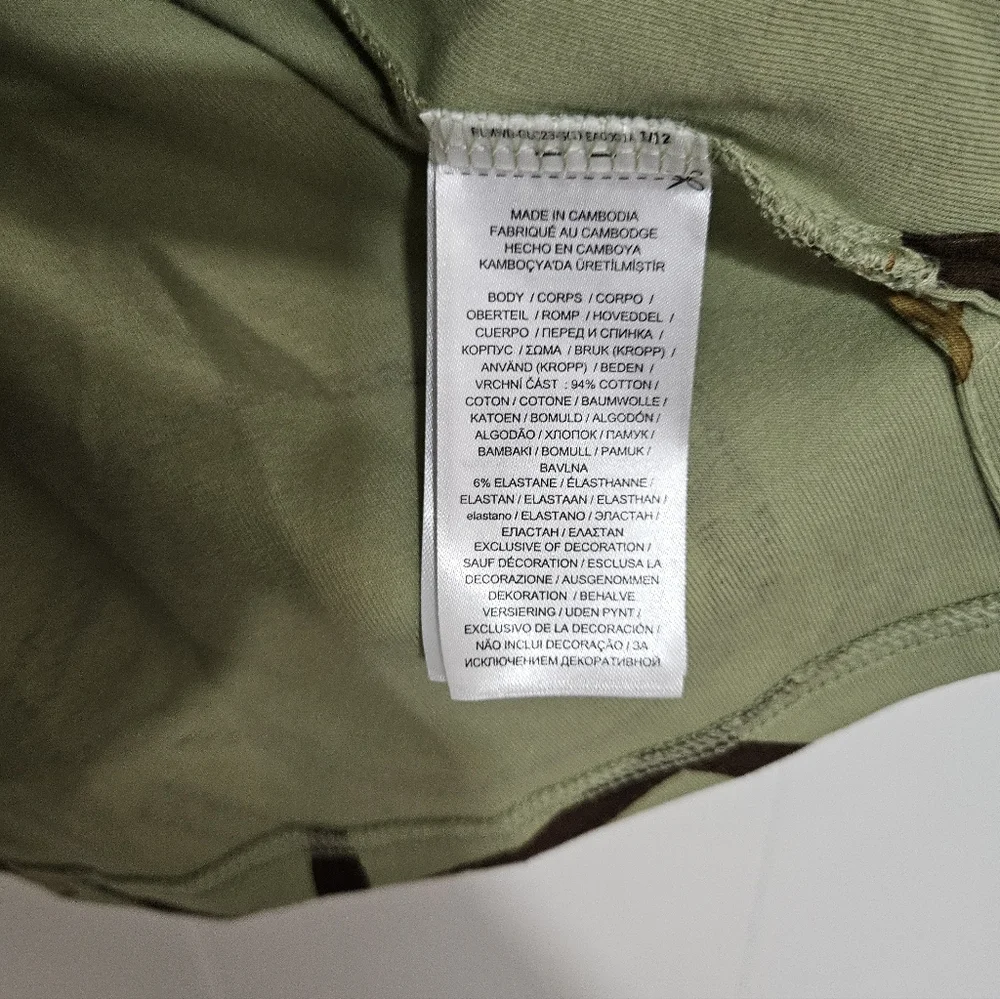 1/12
MADE IN CAMBODIA
FABRIQUÉ AU CAMBODGE
HECHO EN CAMBOYA
KAMBOÇYA'DA ÜRETİLMİŞTİR
BODY / CORPS / CORPO /
OBERTEIL / ROMP / HOVEDDEL /
CUERPO / ПЕРЕД И СПИНКА /
КОРПУС / ΣΩΜΑ / BRUK (KROPP) /
ANVÄND (KROPP) / BEDEN /
VRCHNÍ ČÁST : 94% COTTON /
COTON / COTONE / BAUMWOLLE /
KATOEN / BOMULD / ALGODÓN /
ALGODÃO / ХЛОПОК / ПАМУК /
BAMBAKI / BOMULL / PAMUK /
BAVLNA
6% ELASTANE / ÉLASTHANNE /
ELASTAN / ELASTAAN / ELASTHAN /
elastano / ELASTANO / ЭЛАСТАН /
ЕЛАСТАН / ΕΛΑΣΤΑΝ
EXCLUSIVE OF DECORATION /
SAUF DÉCORATION / ESCLUSA LA
DECORAZIONE / AUSGENOMMEN
DEKORATION / BEHALVE
VERSIERING / UDEN PYNT /
EXCLUSIVO DE LA DECORACIÓN /
NÃO INCLUI DECORAÇÃO / ЗА
ИСКЛЮЧЕНИЕМ ДЕКОРАТИВНОЙ